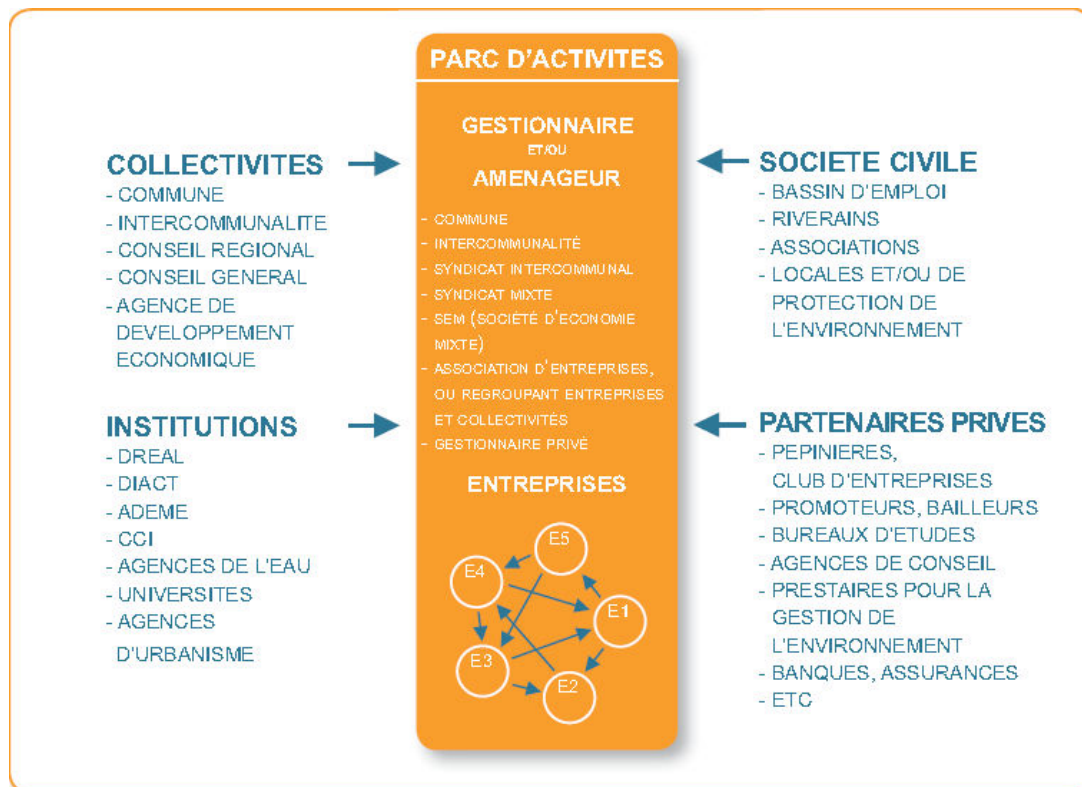 PARC D'ACTIVITES
GESTIONNAIRE
ET/OU
AMENAGEUR
- COMMUNE
- INTERCOMMUNALITÉ
- SYNDICAT INTERCOMMUNAL
- SYNDICAT MIXTE
- SEM (SOCIÉTÉ D'ECONOMIE
MIXTE)
- ASSOCIATION D'ENTREPRISES,
OU REGROUPANT ENTREPRISES
ET COLLECTIVITÉS
- GESTIONNAIRE PRIVÉ
ENTREPRISES
E5
E4
E1
E3
E2
COLLECTIVITES
- COMMUNE
- INTERCOMMUNALITE
- CONSEIL REGIONAL
- CONSEIL GENERAL
- AGENCE DE
DEVELOPPEMENT
ECONOMIQUE
INSTITUTIONS
- DREAL
- DIACT
- ADEME
- CCI
- AGENCES DE L'EAU
- UNIVERSITES
- AGENCES
D'URBANISME
SOCIETE CIVILE
- BASSIN D'EMPLOI
- RIVERAINS
- ASSOCIATIONS
- LOCALES ET/OU DE
PROTECTION DE
L'ENVIRONNEMENT
PARTENAIRES PRIVES
- PEPINIERES,
CLUB D'ENTREPRISES
- PROMOTEURS, BAILLEURS
- BUREAUX D'ETUDES
- AGENCES DE CONSEIL
- PRESTAIRES POUR LA
GESTION DE
L'ENVIRONNEMENT
- BANQUES, ASSURANCES
- ETC